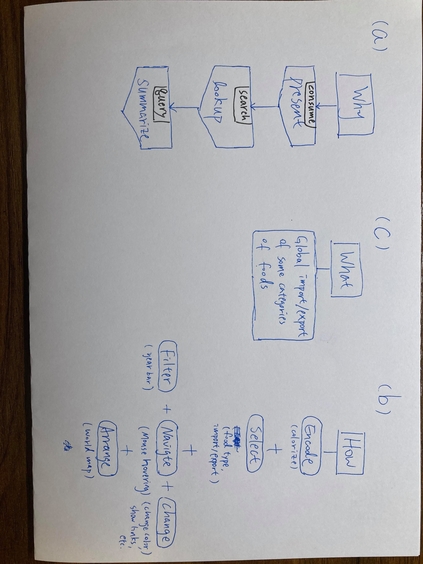 (a)
Why
consume
present
search
lookup
query
summarize
(c)
What
Global import/export
of some categories
of foods
(b)
How
Encode
(colorize)
+
Select
(food type,
import/export)
+
Filter + Navigte + Change
(year bar) (Mouse hovering) (change color,
show links,
etc.
+
Arrange
(world map)